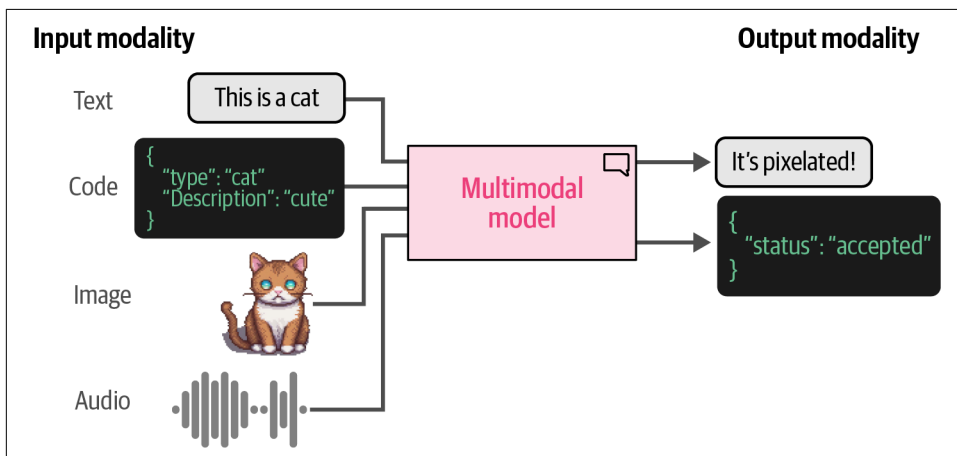 Input modality
Output modality
Text
This is a cat
Code
{
“type”: “cat”
“Description”: “cute”
}
Image
Audio
Multimodal
model
It’s pixelated!
{
“status”: “accepted”
}